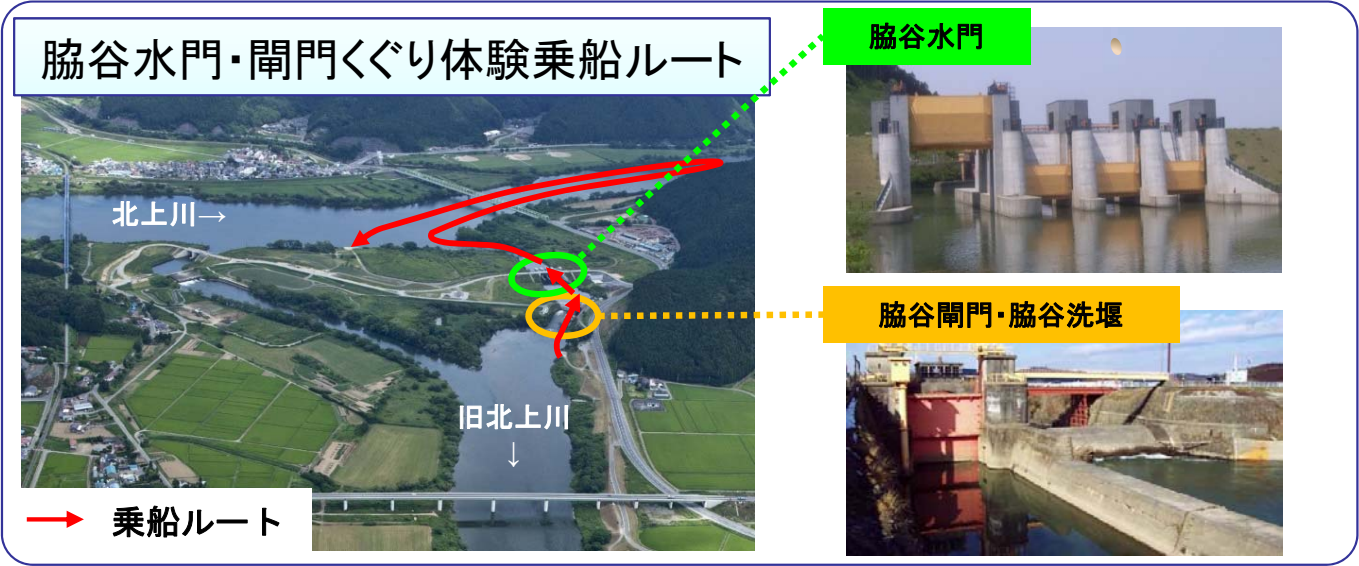 脇谷水門・閘門くぐり体験乗船ルート
脇谷水門
北上川→
脇谷閘門・脇谷洗堰
旧北上川
↓
乗船ルート